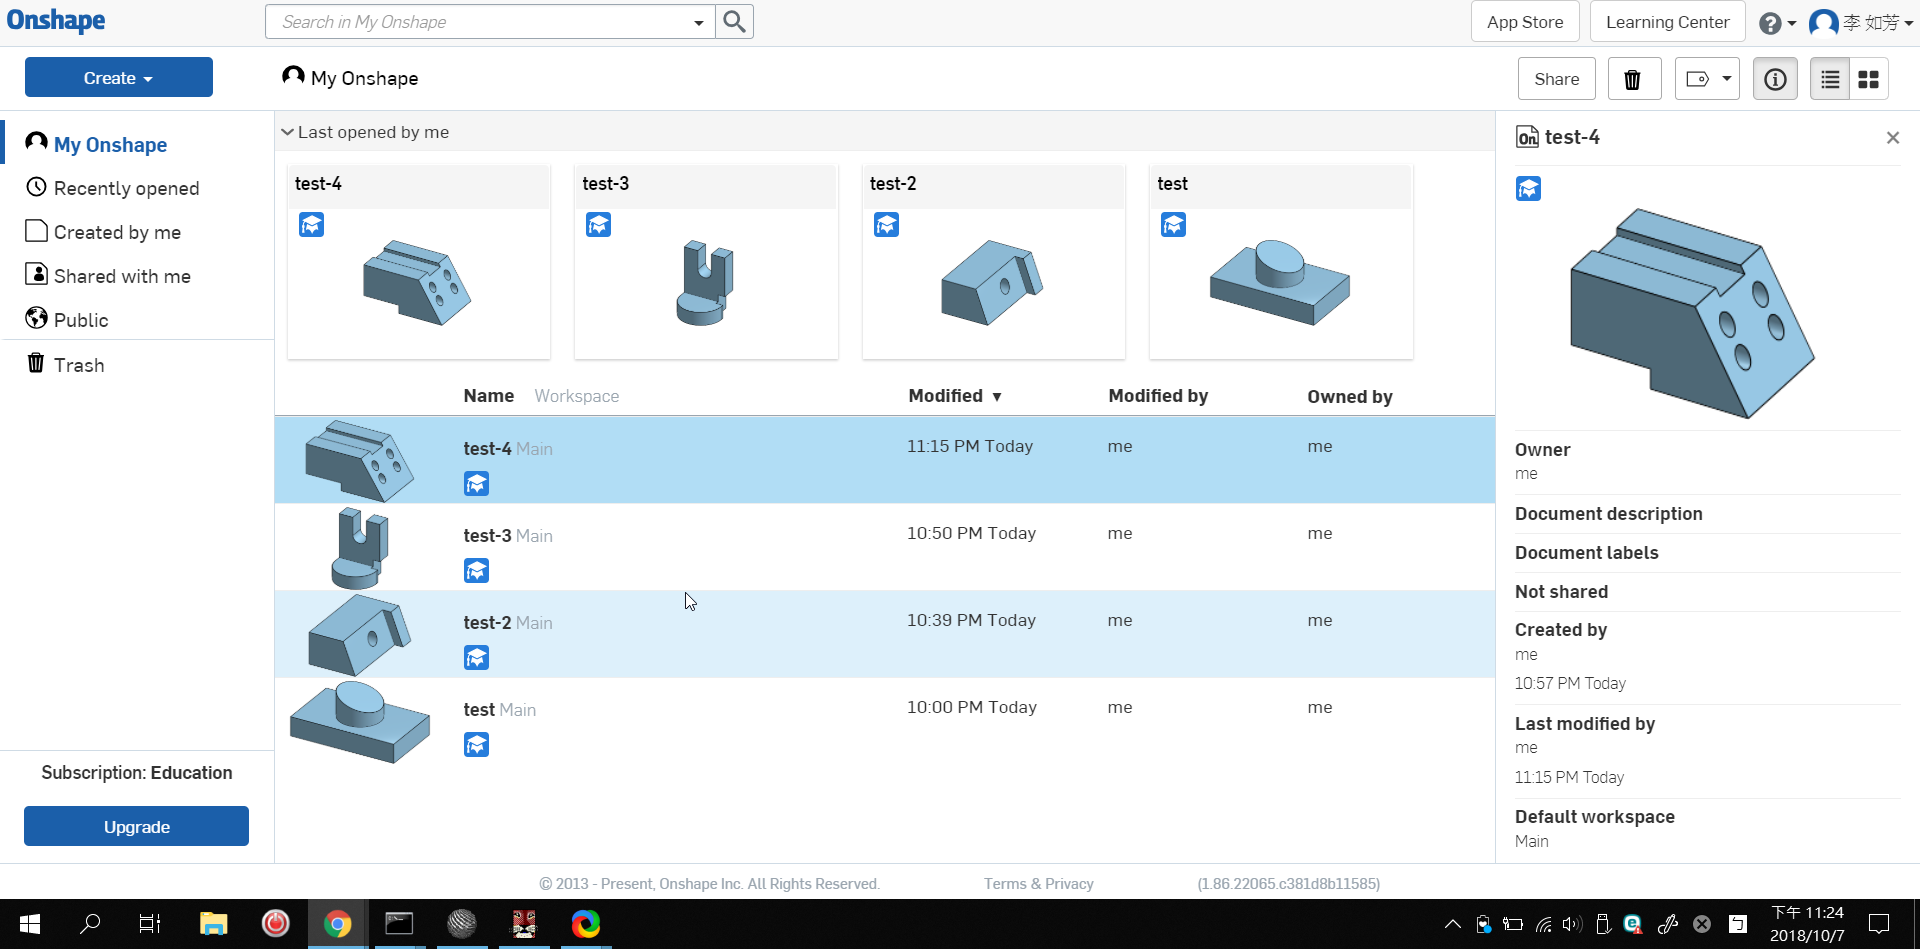 Onshape
Search in My Onshape
App Store
Learning Center
李 如芳
Create
My Onshape
Share
My Onshape
Recently opened
Created by me
Shared with me
Public
Trash
Subscription: Education
Upgrade
Last opened by me
test-4
test-3
test-2
test
Name Workspace Modified ▼ Modified by Owned by
test-4 Main 11:15 PM Today me me
test-3 Main 10:50 PM Today me me
test-2 Main 10:39 PM Today me me
test Main 10:00 PM Today me me
On test-4
Owner
me
Document description
Document labels
Not shared
Created by
me
10:57 PM Today
Last modified by
me
11:15 PM Today
Default workspace
Main
© 2013 - Present, Onshape Inc. All Rights Reserved.
Terms & Privacy
(1.86.22065.c381d8b11585)
下午 11:24
2018/10/7